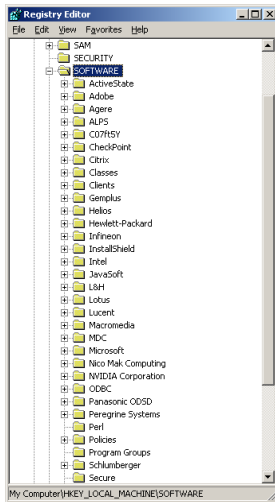 Registry Editor
File Edit View Favorites Help
SAM
SECURITY
SOFTWARE
ActiveState
Adobe
Agere
ALPS
C07ft5Y
CheckPoint
Citrix
Classes
Clients
Gemplus
Helios
Hewlett-Packard
Infineon
InstallShield
Intel
JavaSoft
L&H
Lotus
Lucent
Macromedia
MDC
Microsoft
Nico Mak Computing
NVIDIA Corporation
ODBC
Panasonic ODSD
Peregrine Systems
Perl
Policies
Program Groups
Schlumberger
Secure
My Computer\HKEY_LOCAL_MACHINE\SOFTWARE